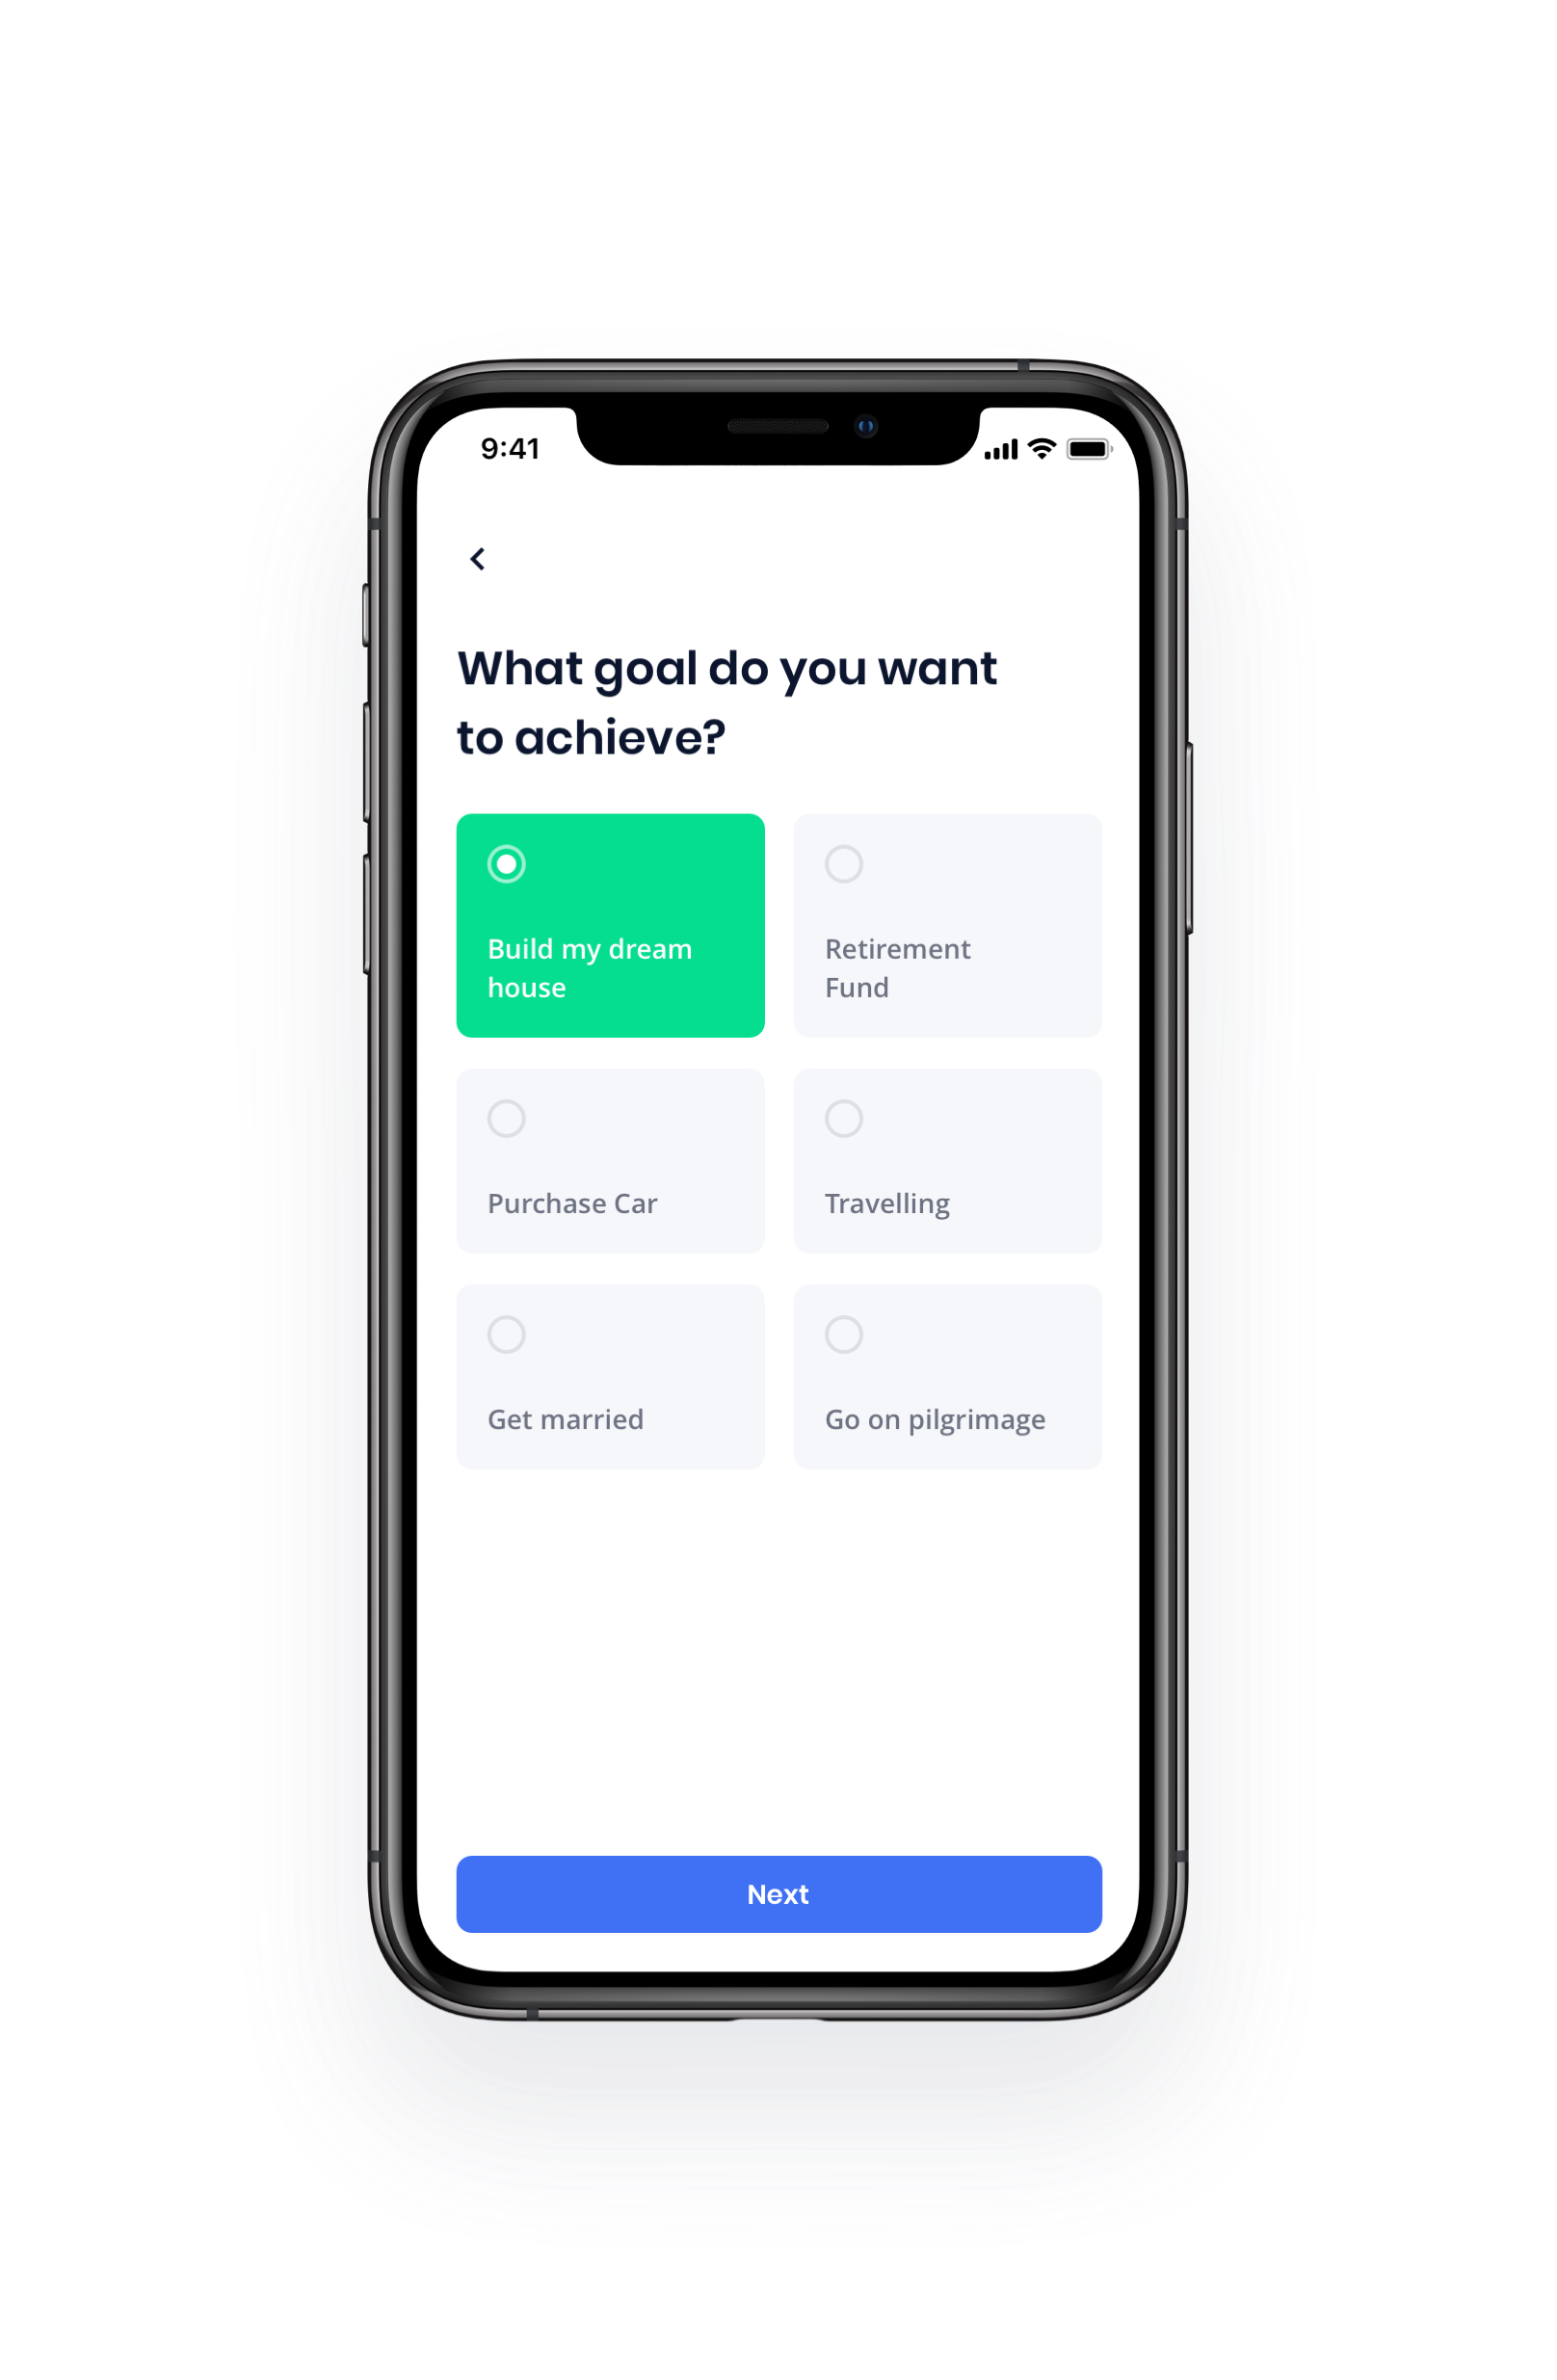 9:41
What goal do you want
to achieve?
Build my dream
house
Retirement
Fund
Purchase Car
Travelling
Get married
Go on pilgrimage
Next